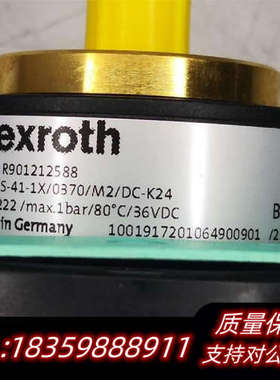 exroth
R901212588
S-41-1X/0370/M2/DC-K24
222 /max.1bar/80°C/36VDC
in Germany 1001917201064900901 /2
质量保
:18359888911
支持对公